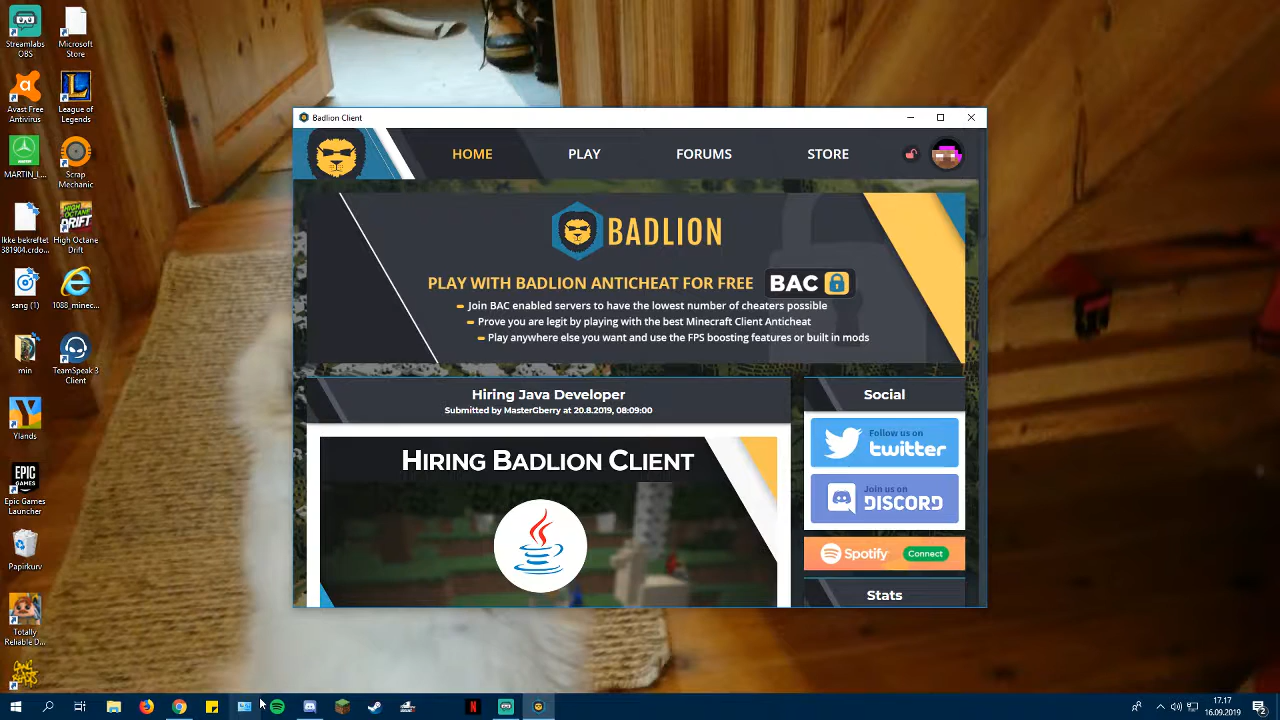 Streamlabs
OBS
Microsoft
Store
Avast Free
Antivirus
League of
Legends
MARTIN_L...
Scrap
Mechanic
Ikke bekreftet
381904.crdo...
High Octane
Drift
sang (1)
1088_minec...
min
TeamSpeak 3
Client
Ylands
EPIC
GAMES
Epic Games
Launcher
Papirkurv
Totally
Reliable D...
Badlion Client
HOME
PLAY
FORUMS
STORE
BADLION
PLAY WITH BADLION ANTICHEAT FOR FREE
BAC
Join BAC enabled servers to have the lowest number of cheaters possible
Prove you are legit by playing with the best Minecraft Client Anticheat
Play anywhere else you want and use the FPS boosting features or built in mods
Hiring Java Developer
Submitted by MasterGberry at 20.8.2019, 08:09:00
HIRING BADLION CLIENT
Social
Follow us on
twitter
Join us on
DISCORD
Spotify
Connect
Stats
17.17
16.09.2019
2